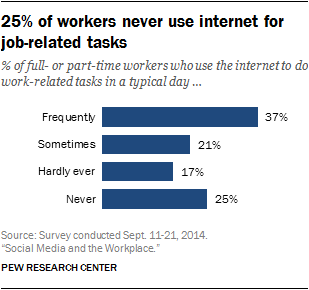 25% of workers never use internet for
job-related tasks
% of full- or part-time workers who use the internet to do
work-related tasks in a typical day ...
Frequently 37%
Sometimes 21%
Hardly ever 17%
Never 25%
Source: Survey conducted Sept. 11-21, 2014.
“Social Media and the Workplace.”
PEW RESEARCH CENTER